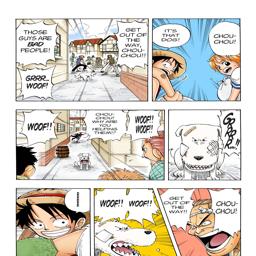 THOSE
GUYS ARE
BAD
PEOPLE!
GRRR...
WOOF!
GET
OUT OF
THE WAY,
CHOU-
CHOU!!
IT'S
THAT
DOG!
CHOU-
CHOU!
WOOF!!
CHOU-
CHOU!
WHY ARE
YOU
HELPING
THEM?
WOOF!!
WOOF!!
WOOF!!
WOOF!!
GET
OUT OF
THE
WAY!!
CHOU-
CHOU!